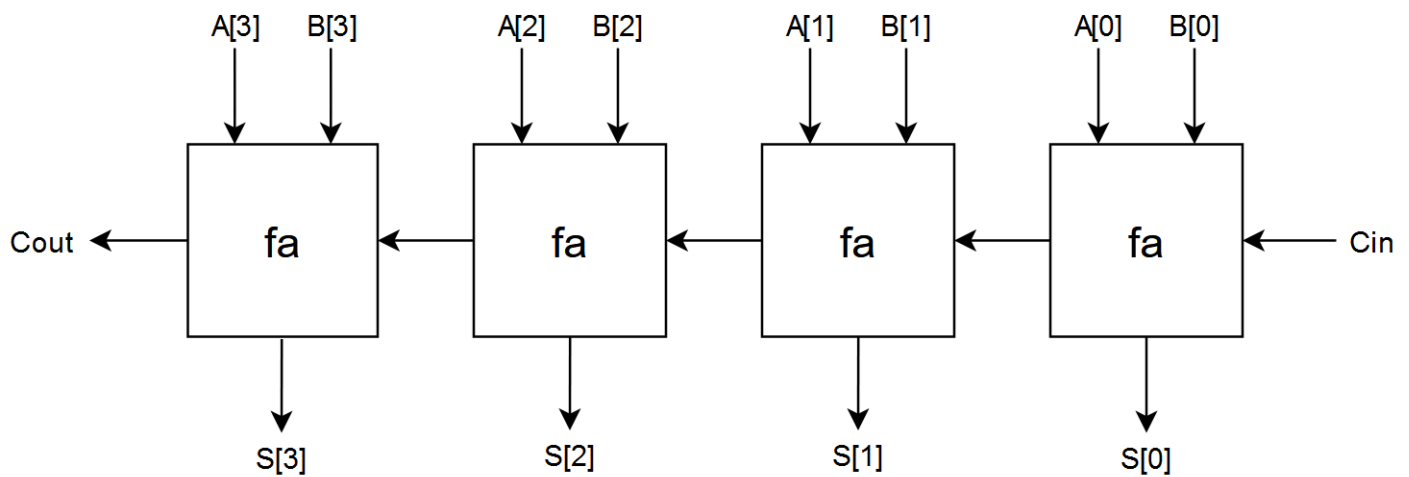 A[3] B[3] A[2] B[2] A[1] B[1] A[0] B[0]
Cout fa fa fa fa Cin
S[3] S[2] S[1] S[0]